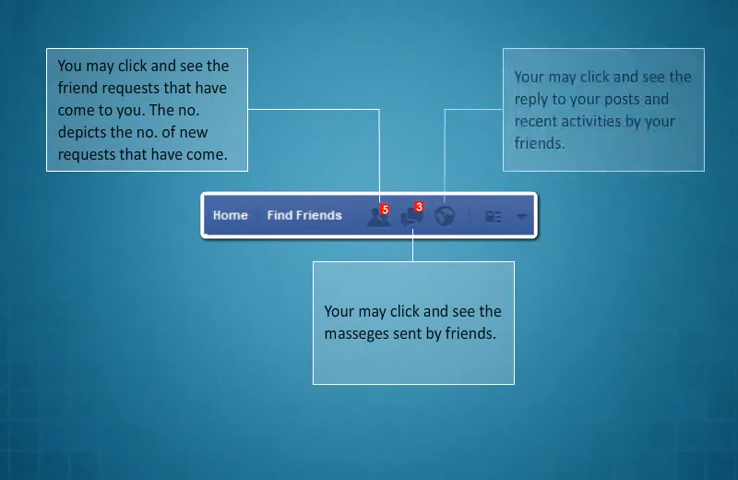 You may click and see the
friend requests that have
come to you. The no.
depicts the no. of new
requests that have come.
Your may click and see the
reply to your posts and
recent activities by your
friends.
Home Find Friends 5 3
Your may click and see the
masseges sent by friends.